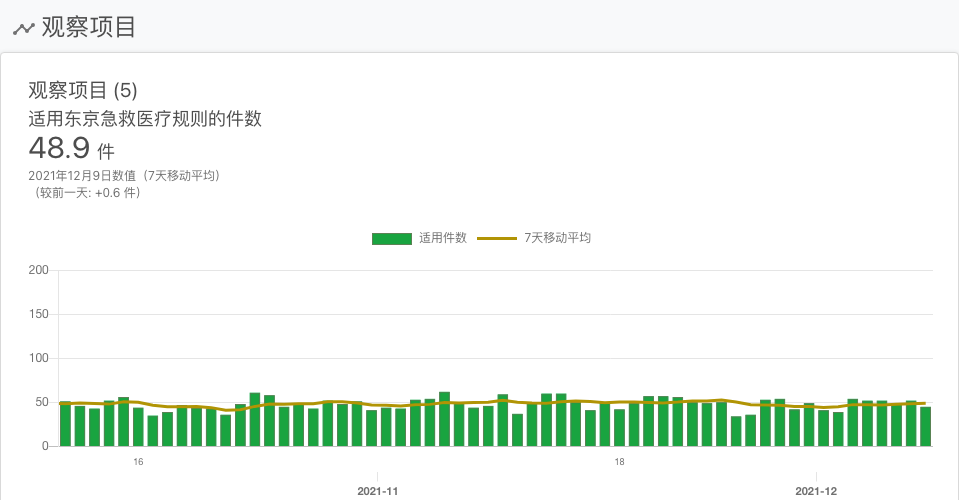 观察项目
观察项目 (5)
适用东京急救医疗规则的件数
48.9 件
2021年12月9日数值（7天移动平均）
（较前一天: +0.6 件）
适用件数 7天移动平均
200
150
100
50
0
16 18
2021-11 2021-12